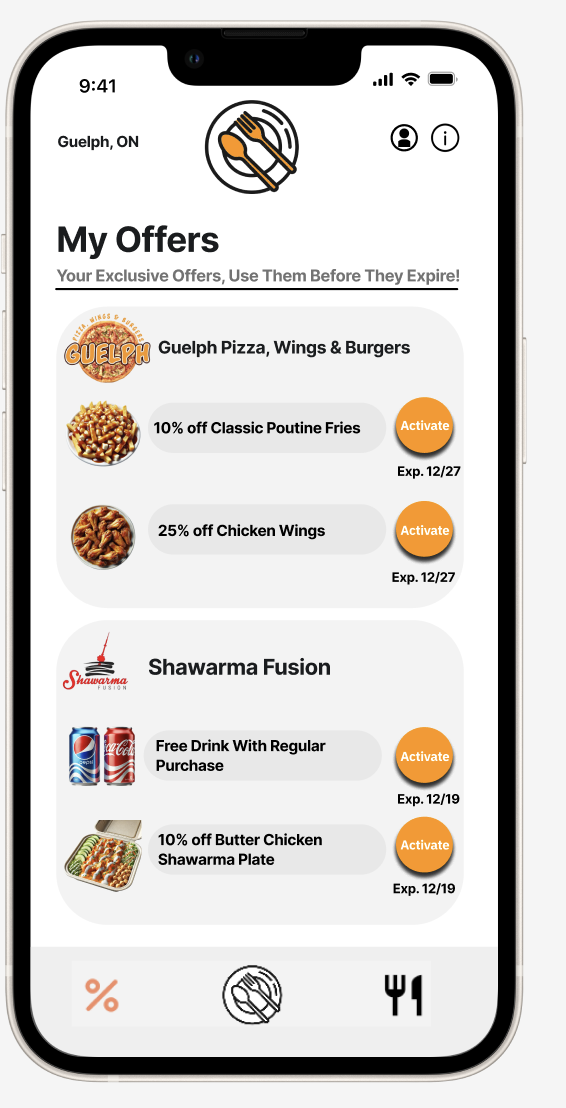 9:41
Guelph, ON
My Offers
Your Exclusive Offers, Use Them Before They Expire!
PIZZA, WINGS & BURGERS
GUELPH
Guelph Pizza, Wings & Burgers
10% off Classic Poutine Fries
Activate
Exp. 12/27
25% off Chicken Wings
Activate
Exp. 12/27
Shawarma
FUSION
Shawarma Fusion
pepsi
Coca-Cola
Free Drink With Regular
Purchase
Activate
Exp. 12/19
10% off Butter Chicken
Shawarma Plate
Activate
Exp. 12/19
%